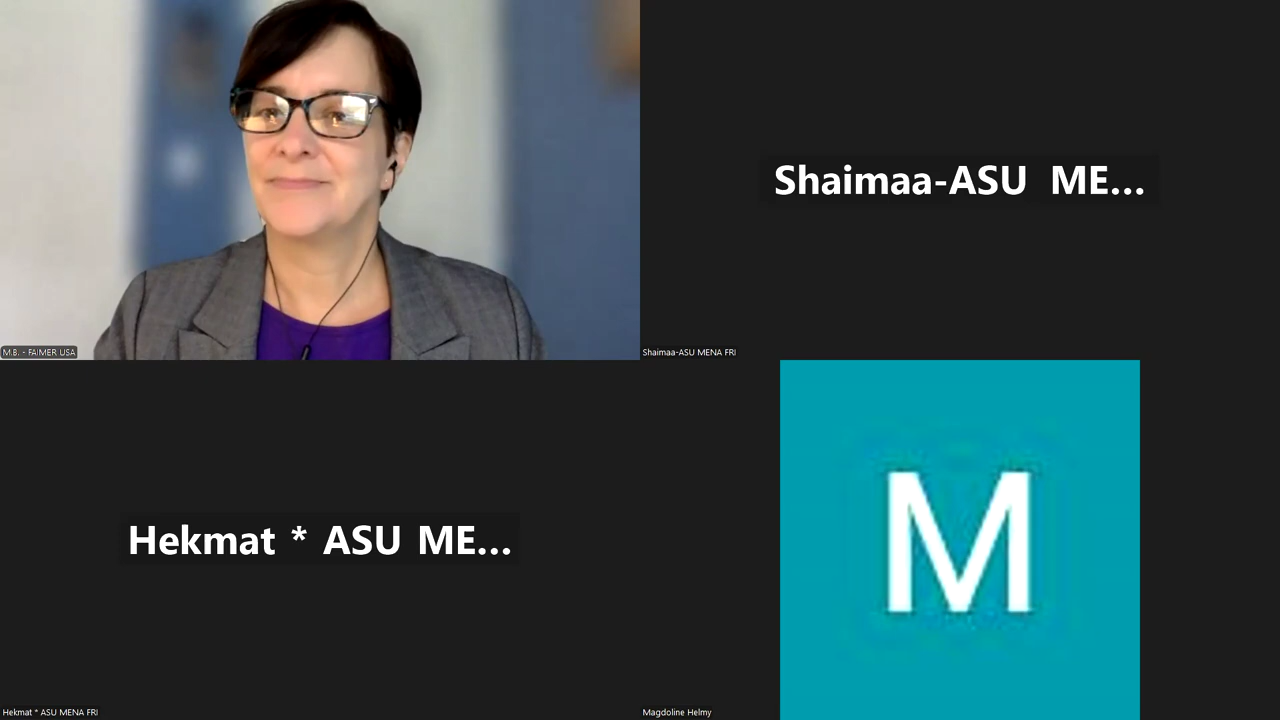 Shaimaa-ASU ME...
M.B. - FAIMER USA
Shaimaa-ASU MENA FRI
Hekmat * ASU ME...
M
Hekmat * ASU MENA FRI
Magdoline Helmy